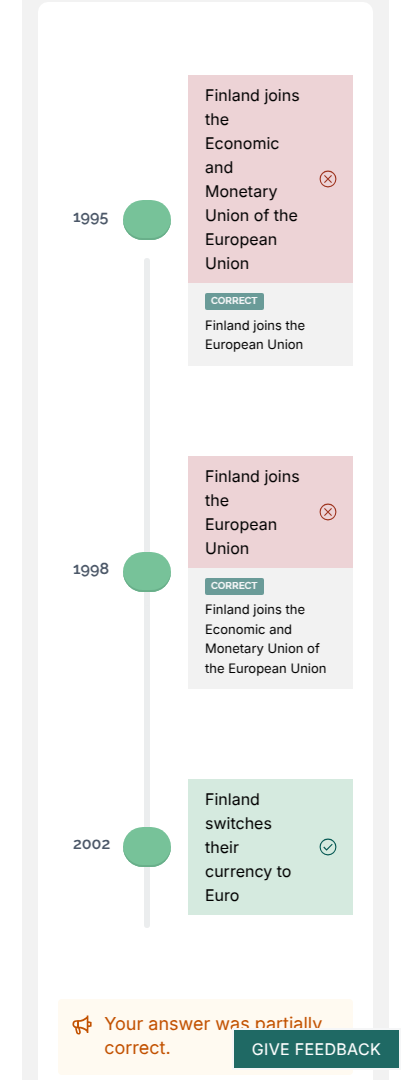 Finland joins
the
Economic
and
Monetary
Union of the
European
Union
1995
CORRECT
Finland joins the
European Union
Finland joins
the
European
Union
1998
CORRECT
Finland joins the
Economic and
Monetary Union of
the European Union
Finland
switches
their
currency to
Euro
2002
Your answer was partially
correct.
GIVE FEEDBACK